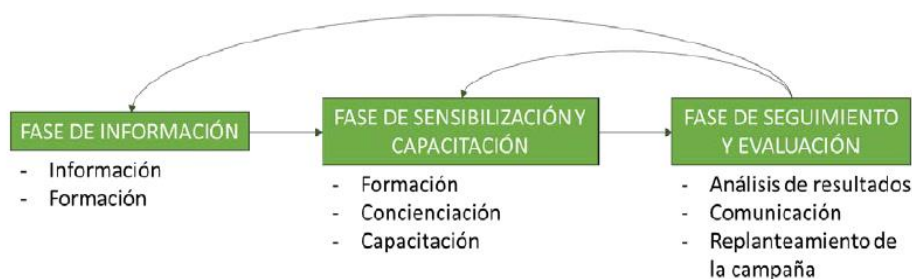 FASE DE INFORMACIÓN
- Información
- Formación
FASE DE SENSIBILIZACIÓN Y
CAPACITACIÓN
- Formación
- Concienciación
- Capacitación
FASE DE SEGUIMIENTO
Y EVALUACIÓN
- Análisis de resultados
- Comunicación
- Replanteamiento de
la campaña